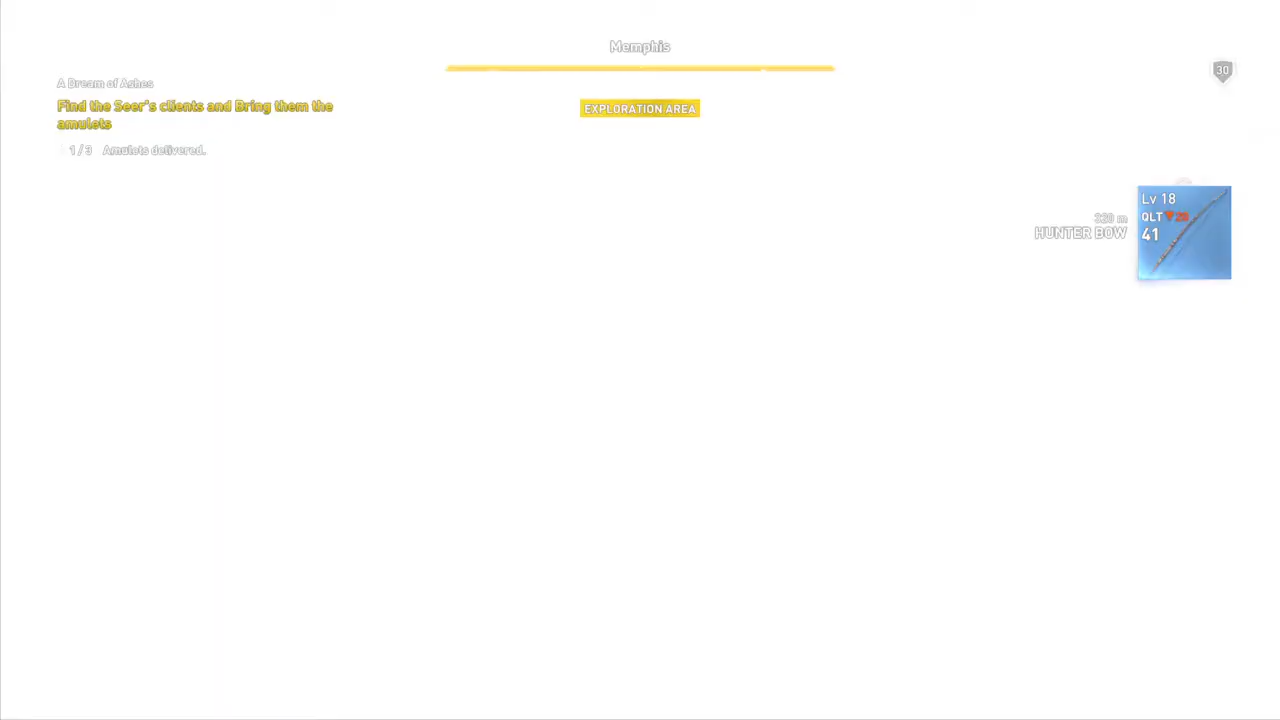 Memphis
A Dream of Ashes
30
Find the Seer's clients and Bring them the
amulets
EXPLORATION AREA
1 / 3 Amulets delivered.
Lv 18
QLT
HUNTER BOW
41